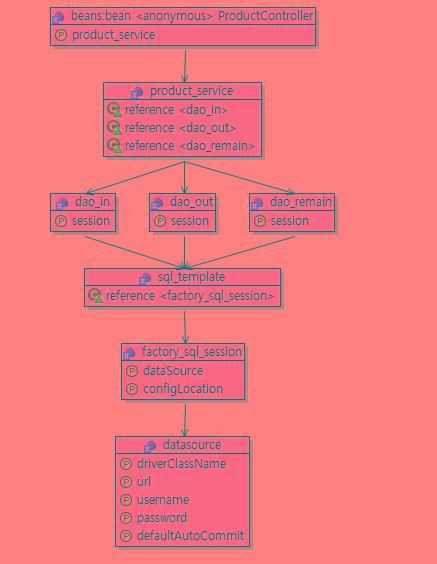 beans:bean <anonymous> ProductController
product_service
product_service
reference <dao_in>
reference <dao_out>
reference <dao_remain>
dao_in
dao_out
dao_remain
session
session
session
sql_template
reference <factory_sql_session>
factory_sql_session
dataSource
configLocation
datasource
driverClassName
url
username
password
defaultAutoCommit